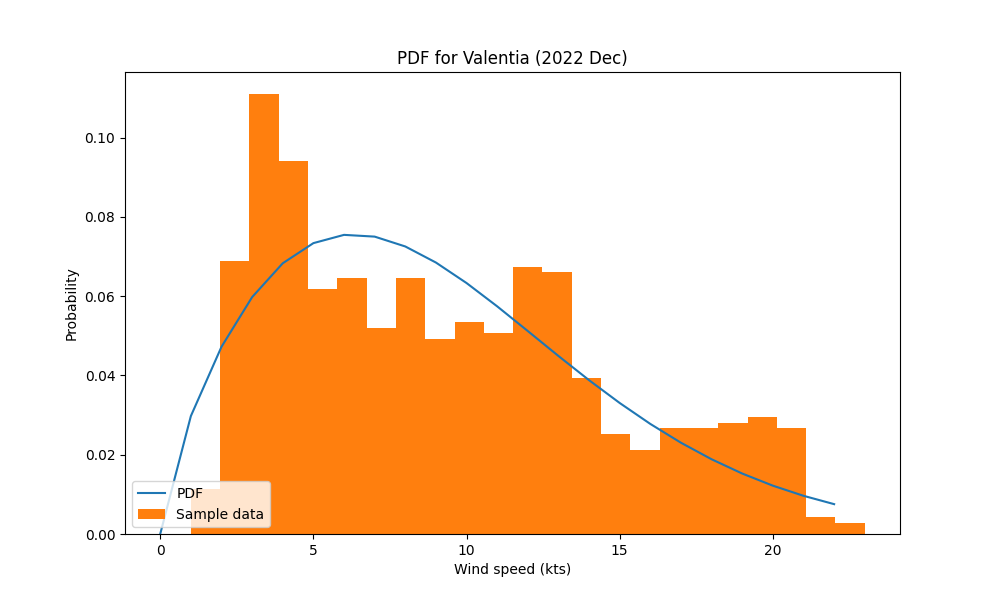 PDF for Valentia (2022 Dec)
Probability
0.10
0.08
0.06
0.04
0.02
0.00
PDF
Sample data
0 5 10 15 20
Wind speed (kts)